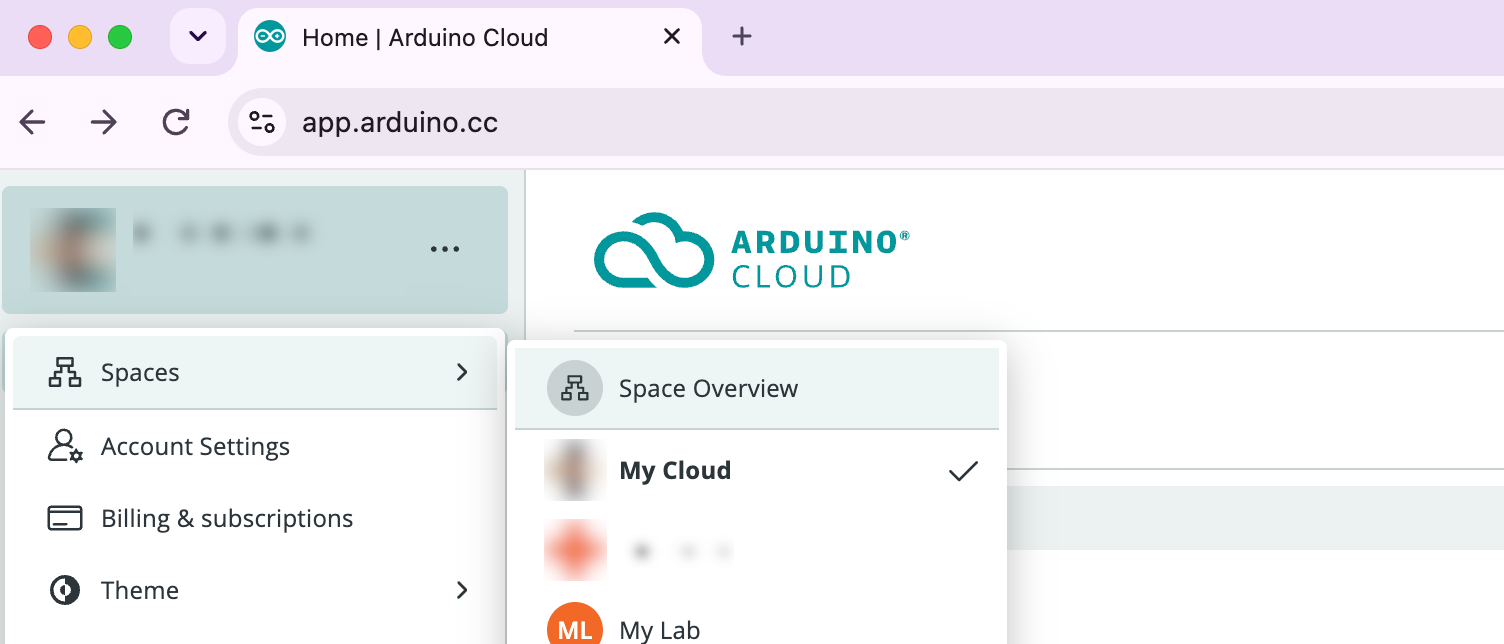 Home | Arduino Cloud
app.arduino.cc
ARDUINO®
CLOUD
Spaces
Account Settings
Billing & subscriptions
Theme
Space Overview
My Cloud
ML My Lab